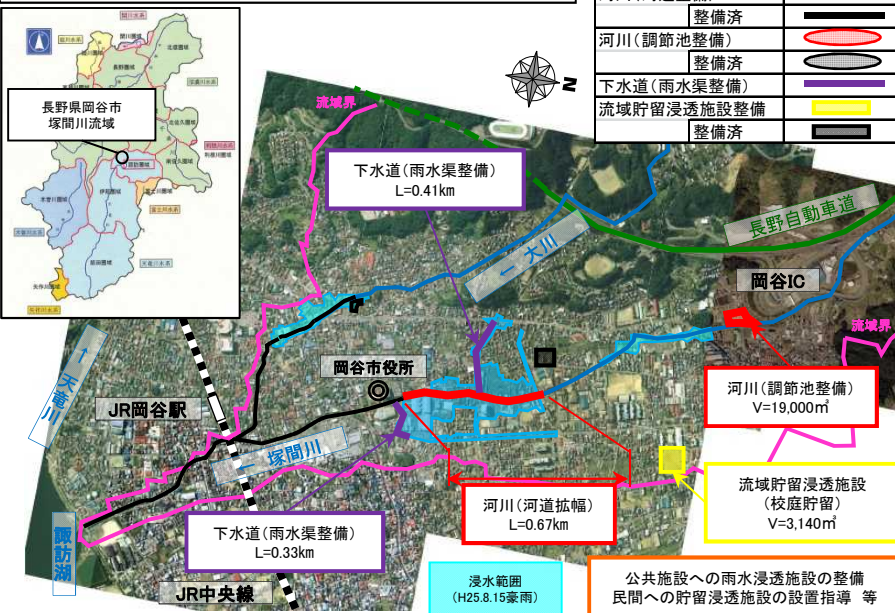 整備済
河川(調節池整備)
整備済
下水道(雨水渠整備)
流域貯留浸透施設整備
整備済
長野県岡谷市
塚間川流域
N
流域界
下水道(雨水渠整備)
L=0.41km
長野自動車道
← 大川
岡谷IC
流域界
岡谷市役所
河川(調節池整備)
V=19,000㎥
← 天竜川
JR岡谷駅
← 塚間川
流域貯留浸透施設
(校庭貯留)
V=3,140㎥
河川(河道拡幅)
L=0.67km
下水道(雨水渠整備)
L=0.33km
諏訪湖
JR中央線
浸水範囲
(H25.8.15豪雨)
公共施設への雨水浸透施設の整備
民間への貯留浸透施設の設置指導 等